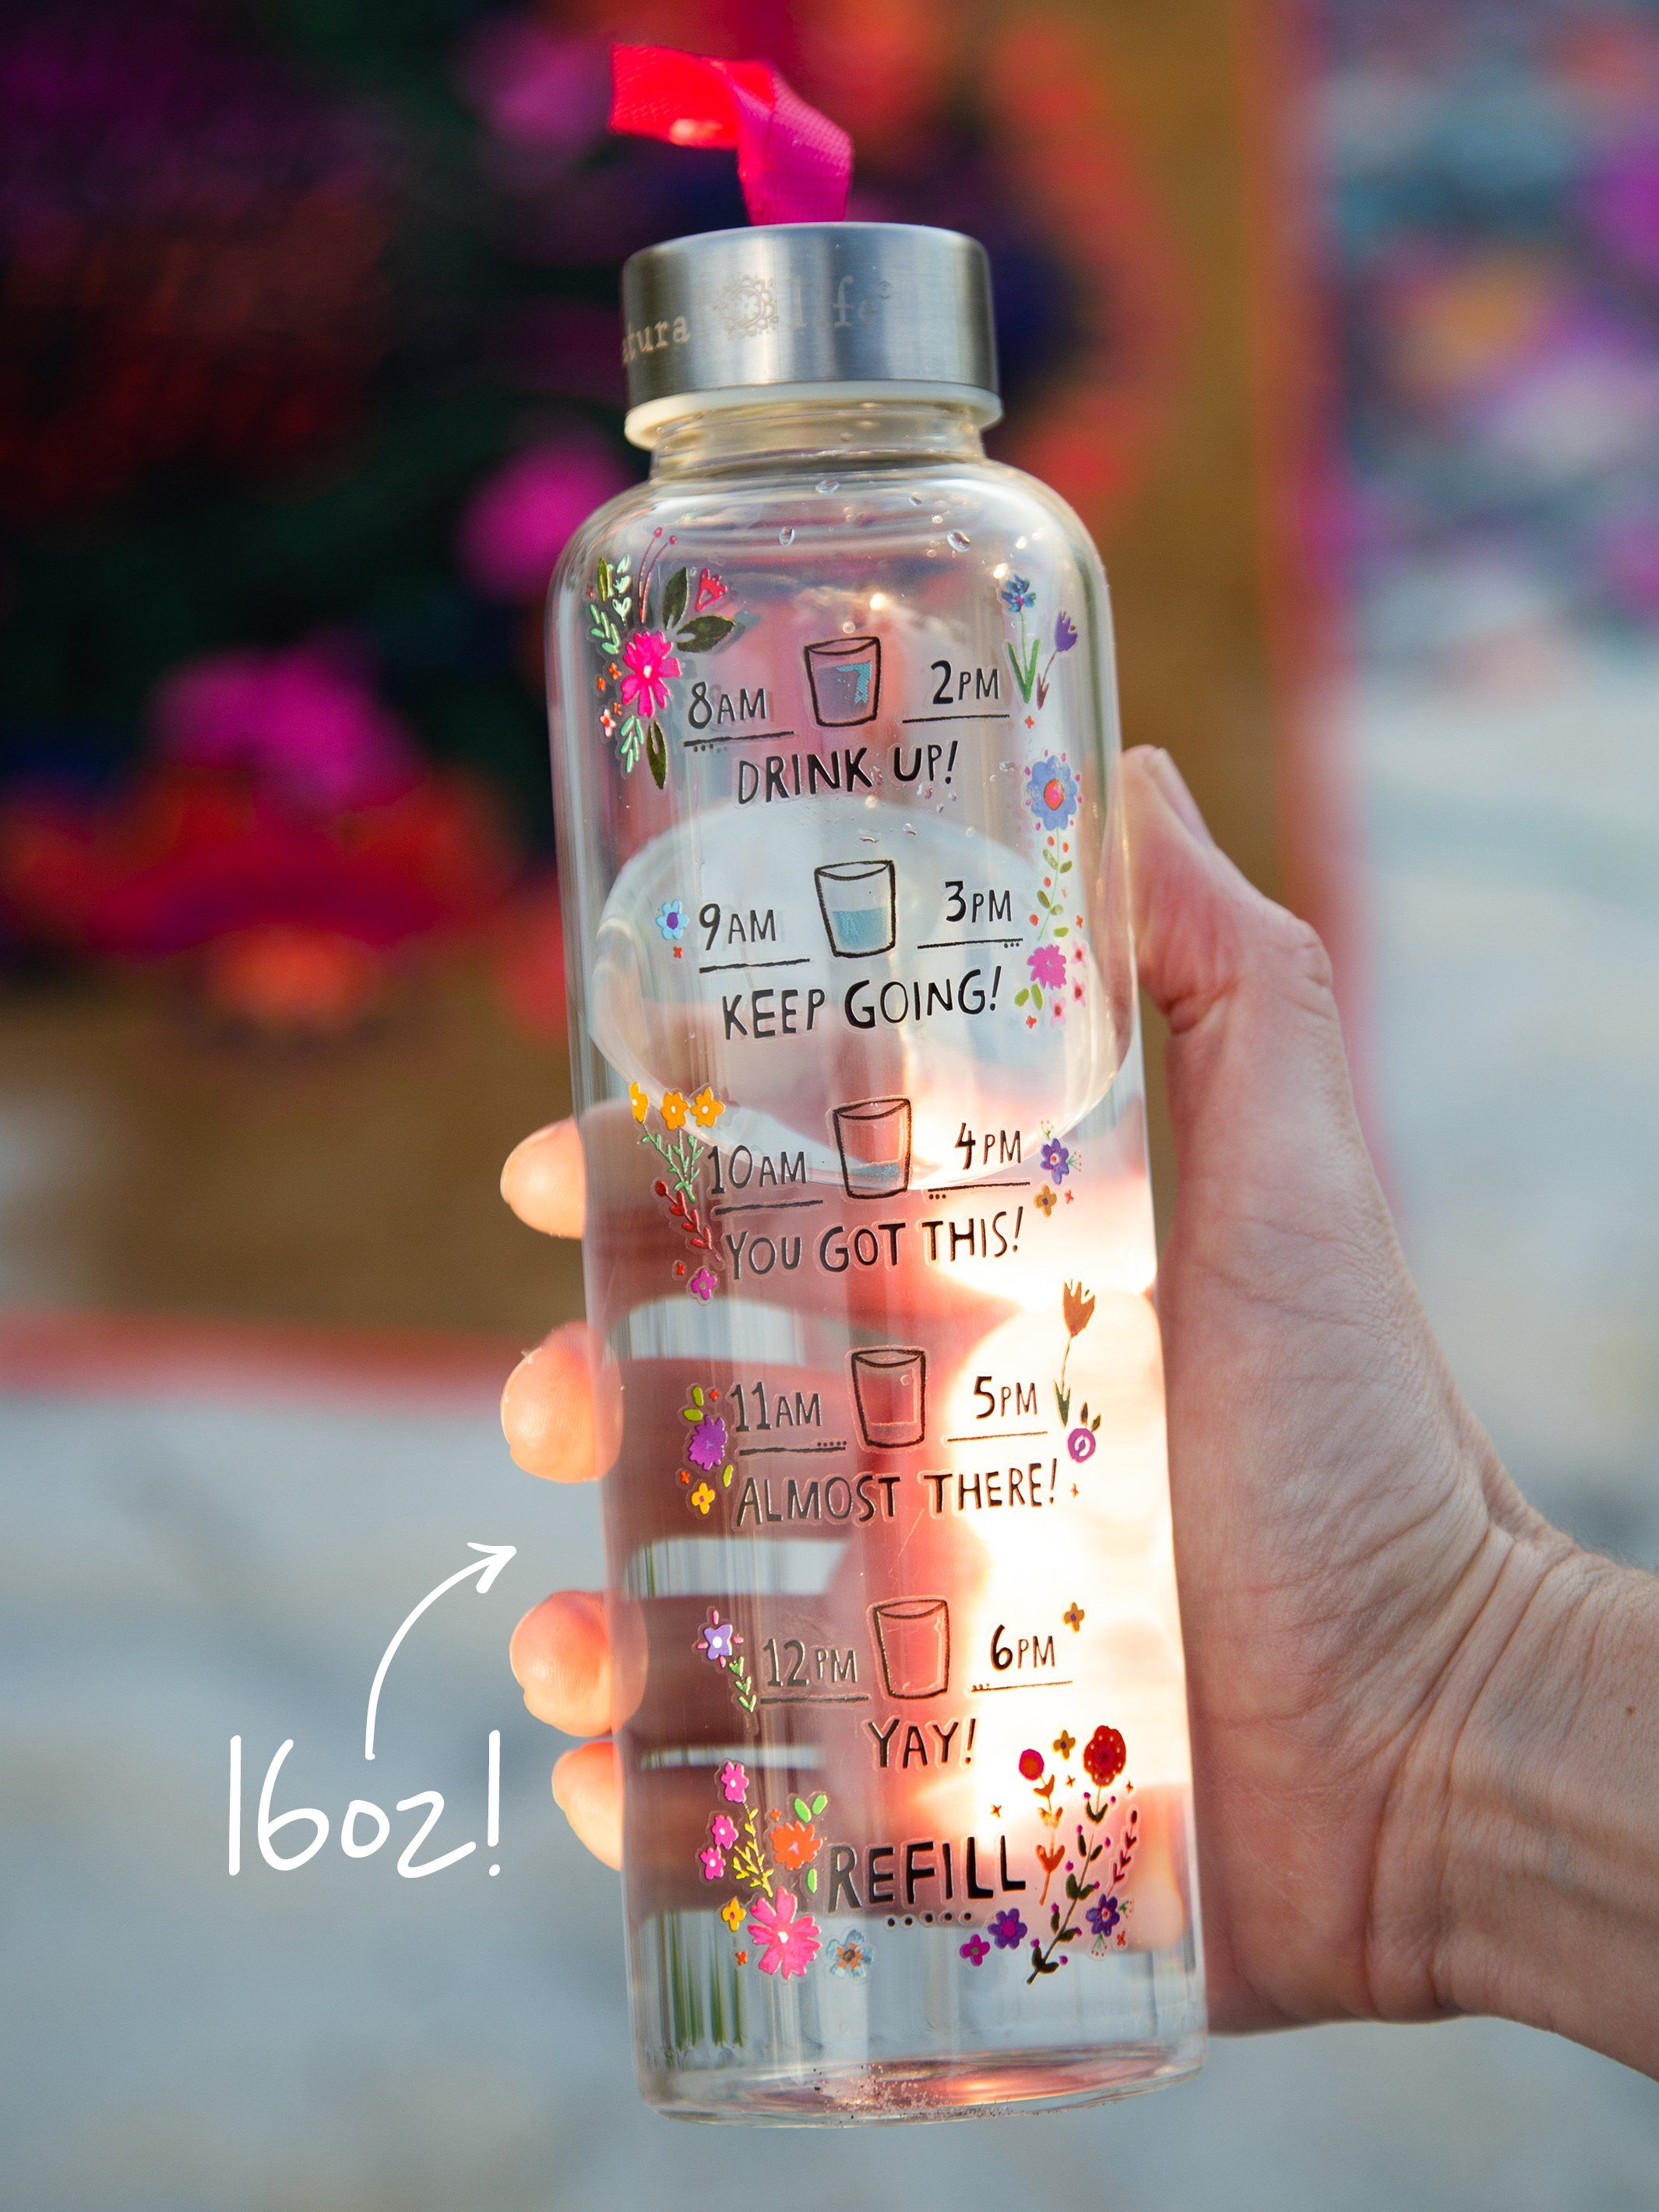 life
8AM 2PM
DRINK UP!
9AM 3PM
KEEP GOING!
10AM 4PM
YOU GOT THIS!
11AM 5PM
ALMOST THERE!
12PM 6PM
YAY!
REFILL
16oz!